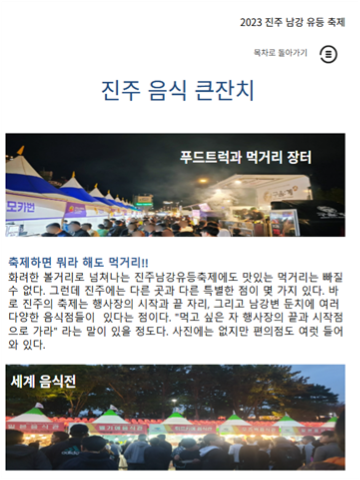 2023 진주 남강 유등 축제
목차로 돌아가기
진주 음식 큰잔치
푸드트럭과 먹거리 장터
모키번
축제하면 뭐라 해도 먹거리!!
화려한 볼거리로 넘쳐나는 진주남강유등축제에도 맛있는 먹거리는 빠질
수 없다. 그런데 진주에는 다른 곳과 다른 특별한 점이 몇 가지 있다. 바
로 진주의 축제는 행사장의 시작과 끝 자리, 그리고 남강변 둔치에 여러
다양한 음식점들이 있다는 점이다. "먹고 싶은 자 행사장의 끝과 시작점
으로 가라" 라는 말이 있을 정도다. 사진에는 없지만 편의점도 여럿 들어
와 있다.
세계 음식전